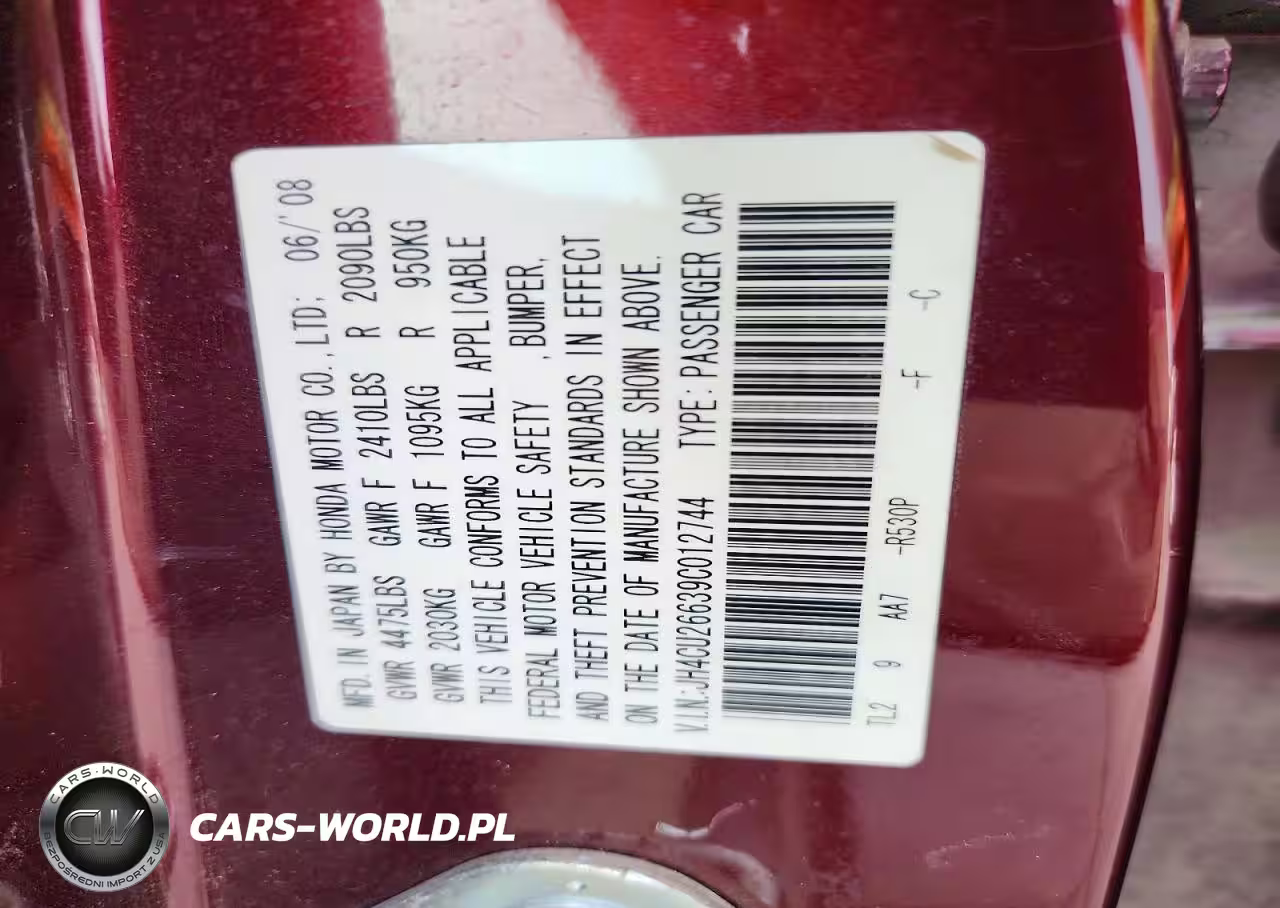 MFD. IN JAPAN BY HONDA MOTOR CO.,LTD; 06/'08
GVWR 4475LBS GAWR F 2410LBS R 2090LBS
GVWR 2030KG GAWR F 1095KG R 950KG
THIS VEHICLE CONFORMS TO ALL APPLICABLE
FEDERAL MOTOR VEHICLE SAFETY ,BUMPER,
AND THEFT PREVENTION STANDARDS IN EFFECT
ON THE DATE OF MANUFACTURE SHOWN ABOVE.
V.I.N.:JH4CU26639C012744 TYPE:PASSENGER CAR
TL2 9 AA7 -R530P -F -C
CARS-WORLD
CW
BEZPOŚREDNI IMPORT Z USA
CARS-WORLD.PL